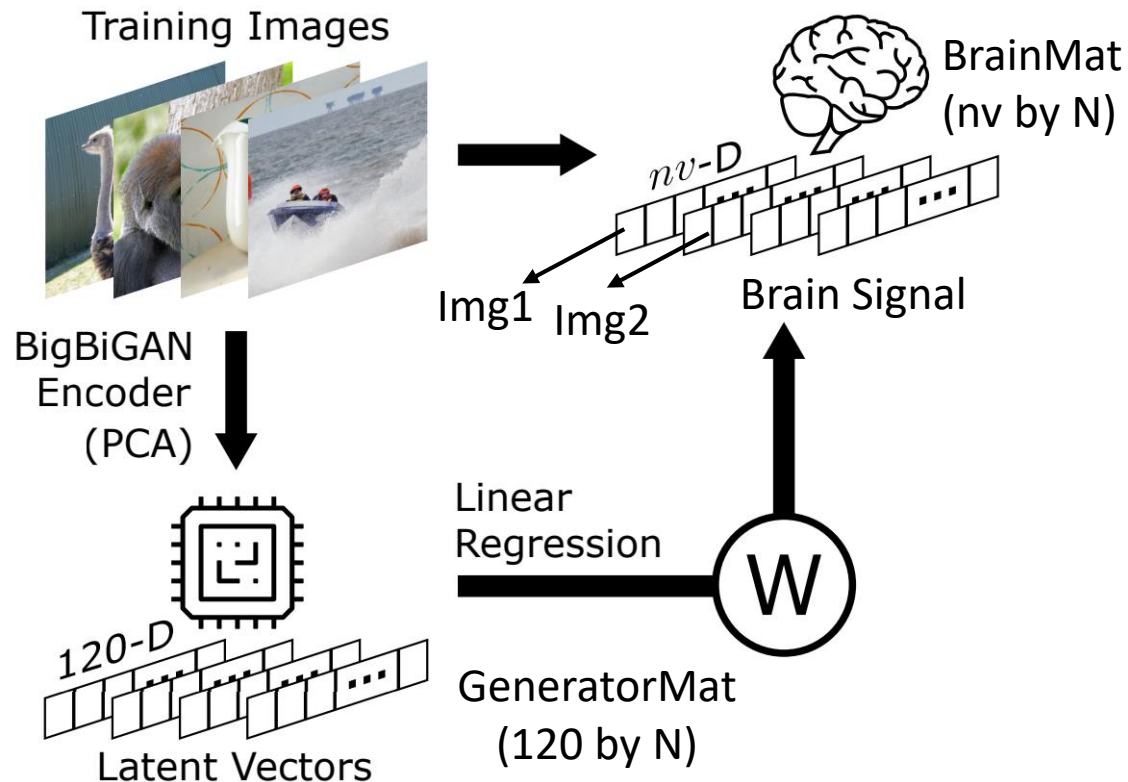 Training Images
BrainMat
(nv by N)
nv-D
Img1
Img2
Brain Signal
BigBiGAN
Encoder
(PCA)
Linear
Regression
W
120-D
GeneratorMat
(120 by N)
Latent Vectors